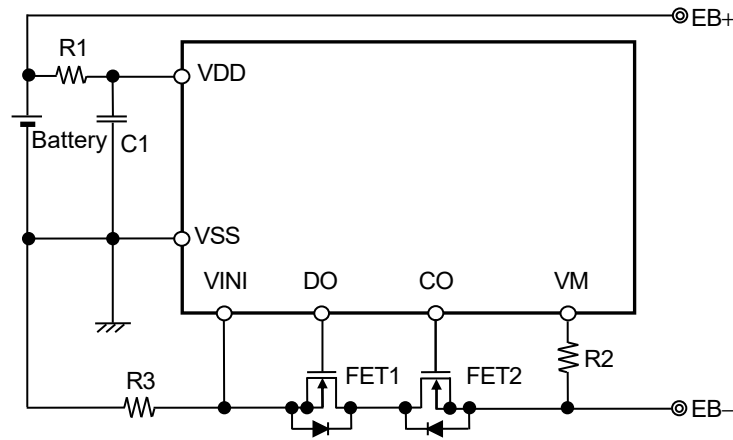 EB+
R1
VDD
Battery
C1
VSS
VINI
DO
CO
VM
R3
FET1
FET2
R2
EB−